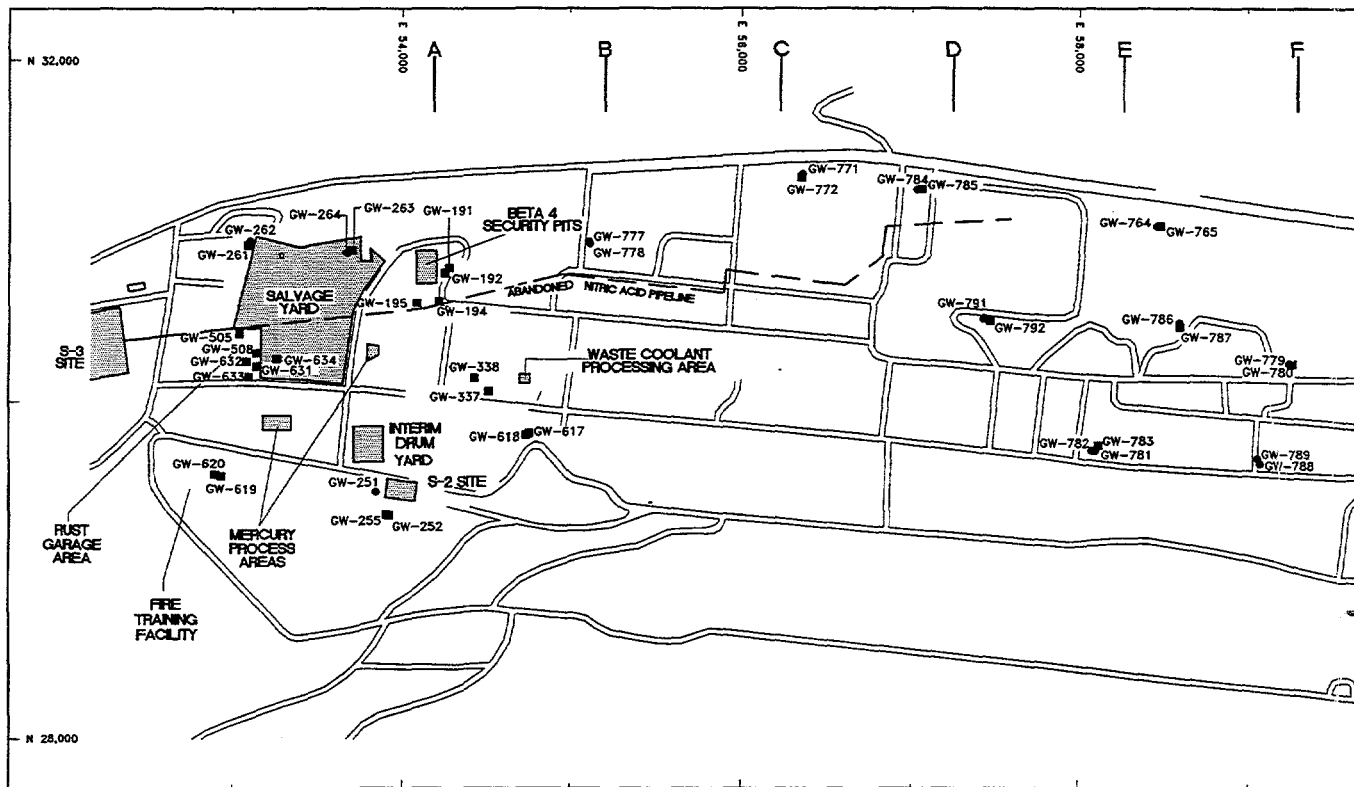 E 54,000
E 56,000
E 58,000
A
B
C
D
E
F
N 32,000
GW-771
GW-772
GW-784
GW-785
GW-264
GW-263
GW-191
BETA 4
SECURITY PITS
GW-262
GW-261
GW-777
GW-778
GW-764
GW-765
GW-192
SALVAGE
YARD
GW-195
GW-194
ABANDONED NITRIC ACID PIPELINE
GW-791
GW-792
GW-786
GW-787
GW-505
S-3
SITE
GW-508
GW-632
GW-634
GW-631
GW-633
WASTE COOLANT
PROCESSING AREA
GW-779
GW-780
GW-338
GW-337
INTERIM
DRUM
YARD
GW-618
GW-617
GW-782
GW-783
GW-781
GW-789
GW-788
GW-620
GW-619
GW-251
S-2 SITE
GW-255
GW-252
RUST
GARAGE
AREA
MERCURY
PROCESS
AREAS
FIRE
TRAINING
FACILITY
N 28,000